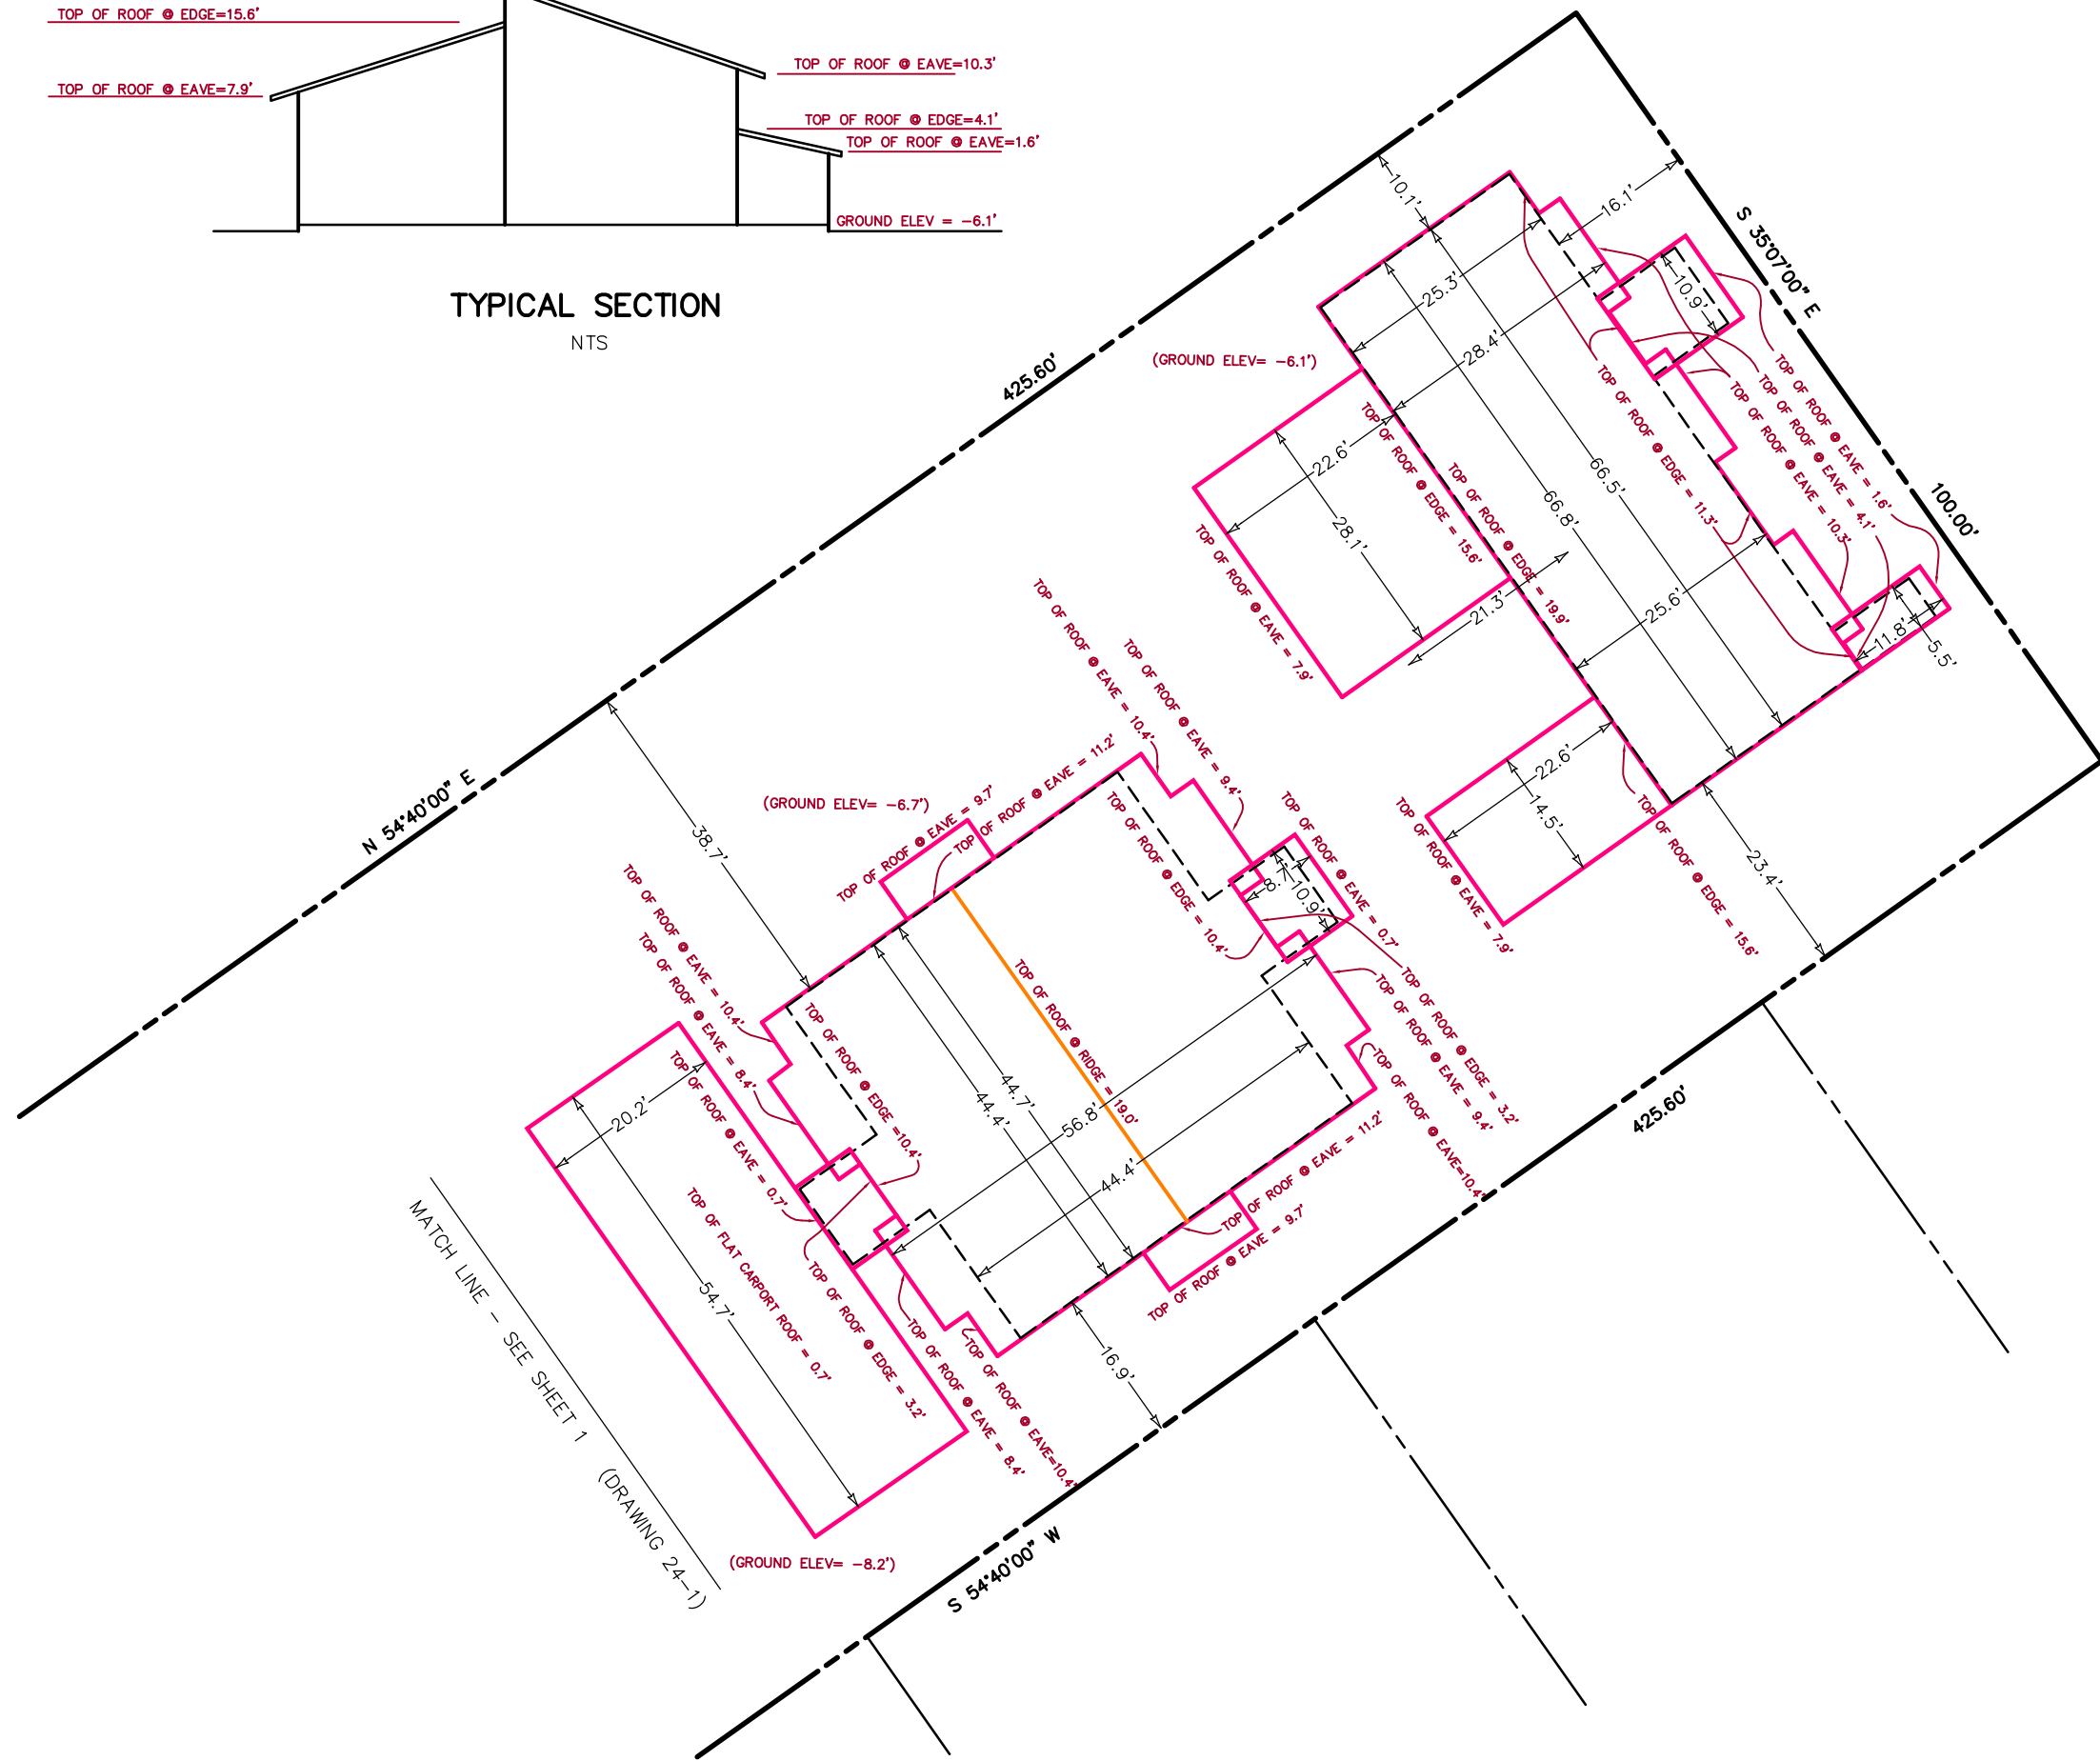 TOP OF ROOF @ EDGE=15.6'
TOP OF ROOF @ EAVE=7.9'
TOP OF ROOF @ EAVE=10.3'
TOP OF ROOF @ EDGE=4.1'
TOP OF ROOF @ EAVE=1.6'
GROUND ELEV = -6.1'
TYPICAL SECTION
NTS
10.1'
16.1'
S 35°07'00" E
25.3'
10.9'
28.4'
(GROUND ELEV= -6.1')
425.60'
TOP OF ROOF @ EAVE = 1.6'
TOP OF ROOF @ EAVE = 4.1'
TOP OF ROOF @ EAVE = 10.3'
TOP OF ROOF @ EDGE = 11.3'
TOP OF ROOF @ EDGE = 15.6'
TOP OF ROOF @ EDGE = 19.9'
22.6'
28.1'
66.5'
66.8'
100.00'
TOP OF ROOF @ EAVE = 7.9'
21.3'
25.6'
11.8'
5.5'
TOP OF ROOF @ EAVE = 10.4'
TOP OF ROOF @ EAVE = 9.4'
22.6'
14.5'
TOP OF ROOF @ EAVE = 7.9'
TOP OF ROOF @ EDGE = 15.6'
23.4'
N 54°40'00" E
38.7'
(GROUND ELEV= -6.7')
TOP OF ROOF @ EAVE = 9.7'
TOP OF ROOF @ EAVE = 11.2'
TOP OF ROOF @ EDGE = 10.4'
TOP OF ROOF @ EAVE = 0.7'
8.7'
10.9'
TOP OF ROOF @ EAVE = 10.4'
TOP OF ROOF @ EAVE = 8.4'
TOP OF ROOF @ EAVE = 0.7'
TOP OF ROOF @ EDGE =10.4'
TOP OF ROOF @ RIDGE = 19.0'
TOP OF ROOF @ EDGE = 3.2'
TOP OF ROOF @ EAVE = 9.4'
TOP OF ROOF @ EAVE=10.4'
44.7'
44.4'
56.8'
44.4'
20.2'
54.7'
425.60'
TOP OF ROOF @ EAVE = 11.2'
TOP OF ROOF @ EAVE = 9.7'
TOP OF FLAT CARPORT ROOF = 0.7'
TOP OF ROOF @ EDGE = 3.2'
TOP OF ROOF @ EAVE = 8.4'
TOP OF ROOF @ EAVE=10.4'
16.9'
MATCH LINE - SEE SHEET 1 (DRAWING 24-1)
(GROUND ELEV= -8.2')
S 54°40'00" W